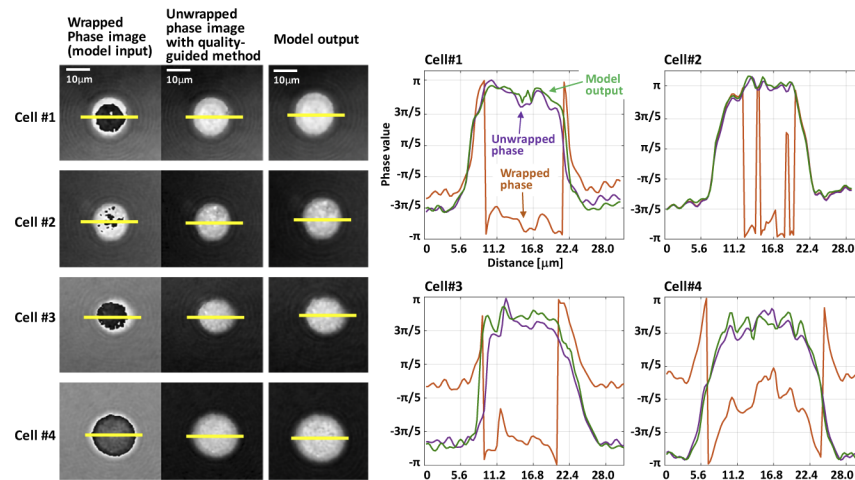 Wrapped
Phase image
(model input)
Unwrapped
phase image
with quality-
guided method
Model output
10μm
10μm
10μm
Cell #1
Cell #2
Cell #3
Cell #4
Cell#1
π
3π/5
π/5
-π/5
-3π/5
-π
Phase value
Model
output
Unwrapped
phase
Wrapped
phase
0 5.6 11.2 16.8 22.4 28.0
Distance [μm]
Cell#2
π
3π/5
π/5
-π/5
-3π/5
-π
0 5.6 11.2 16.8 22.4 28.0
Cell#3
π
3π/5
π/5
-π/5
-3π/5
-π
0 5.6 11.2 16.8 22.4 28.0
Cell#4
π
3π/5
π/5
-π/5
-3π/5
-π
0 5.6 11.2 16.8 22.4 28.0